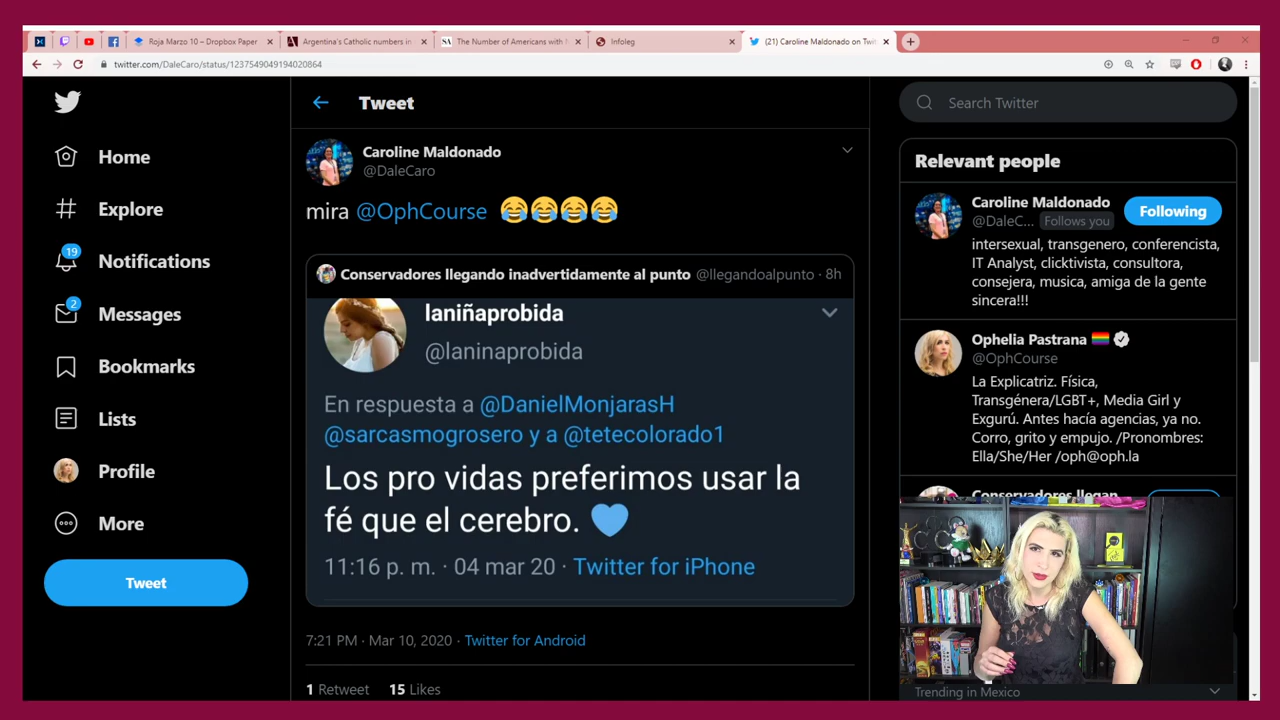 Roja Marzo 10 – Dropbox Paper
Argentina's Catholic numbers in
The Number of Americans with
Infoleg
(21) Caroline Maldonado on Twi
twitter.com/DaleCaro/status/1237549049194020864
Home
Explore
19
Notifications
2
Messages
Bookmarks
Lists
Profile
More
Tweet
Tweet
Caroline Maldonado
@DaleCaro
mira @OphCourse 😂😂😂😂
Conservadores llegando inadvertidamente al punto @llegandoalpunto · 8h
laniñaprobida
@laninaprobida
En respuesta a @DanielMonjarasH
@sarcasmogrosero y a @tetecolorado1
Los pro vidas preferimos usar la
fé que el cerebro. 💙
11:16 p. m. · 04 mar 20 · Twitter for iPhone
7:21 PM · Mar 10, 2020 · Twitter for Android
1 Retweet 15 Likes
Search Twitter
Relevant people
Caroline Maldonado
@DaleC... Follows you
Following
intersexual, transgenero, conferencista,
IT Analyst, clicktivista, consultora,
consejera, musica, amiga de la gente
sincera!!!
Ophelia Pastrana 🏳️‍🌈
@OphCourse
La Explicatriz. Física,
Transgénera/LGBT+, Media Girl y
Exgurú. Antes hacía agencias, ya no.
Corro, grito y empujo. /Pronombres:
Ella/She/Her /oph@oph.la
Conservadores llegan
Trending in Mexico